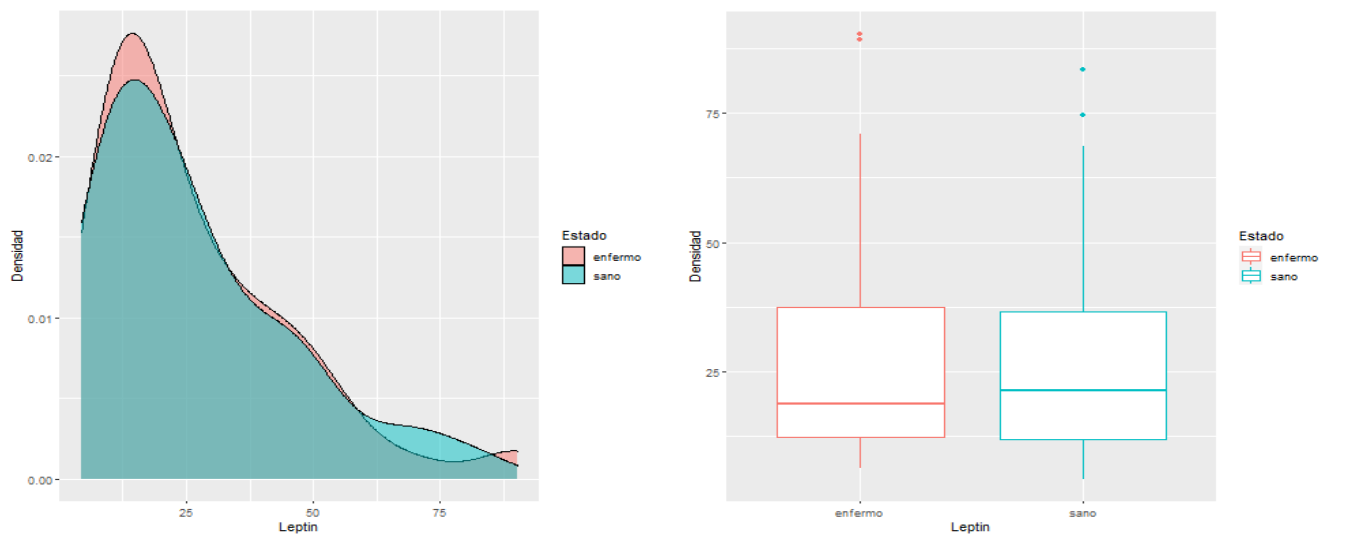 Densidad
0.02
0.01
0.00
25
50
75
Leptin
Estado
enfermo
sano
Densidad
75
50
25
enfermo
sano
Leptin
Estado
enfermo
sano